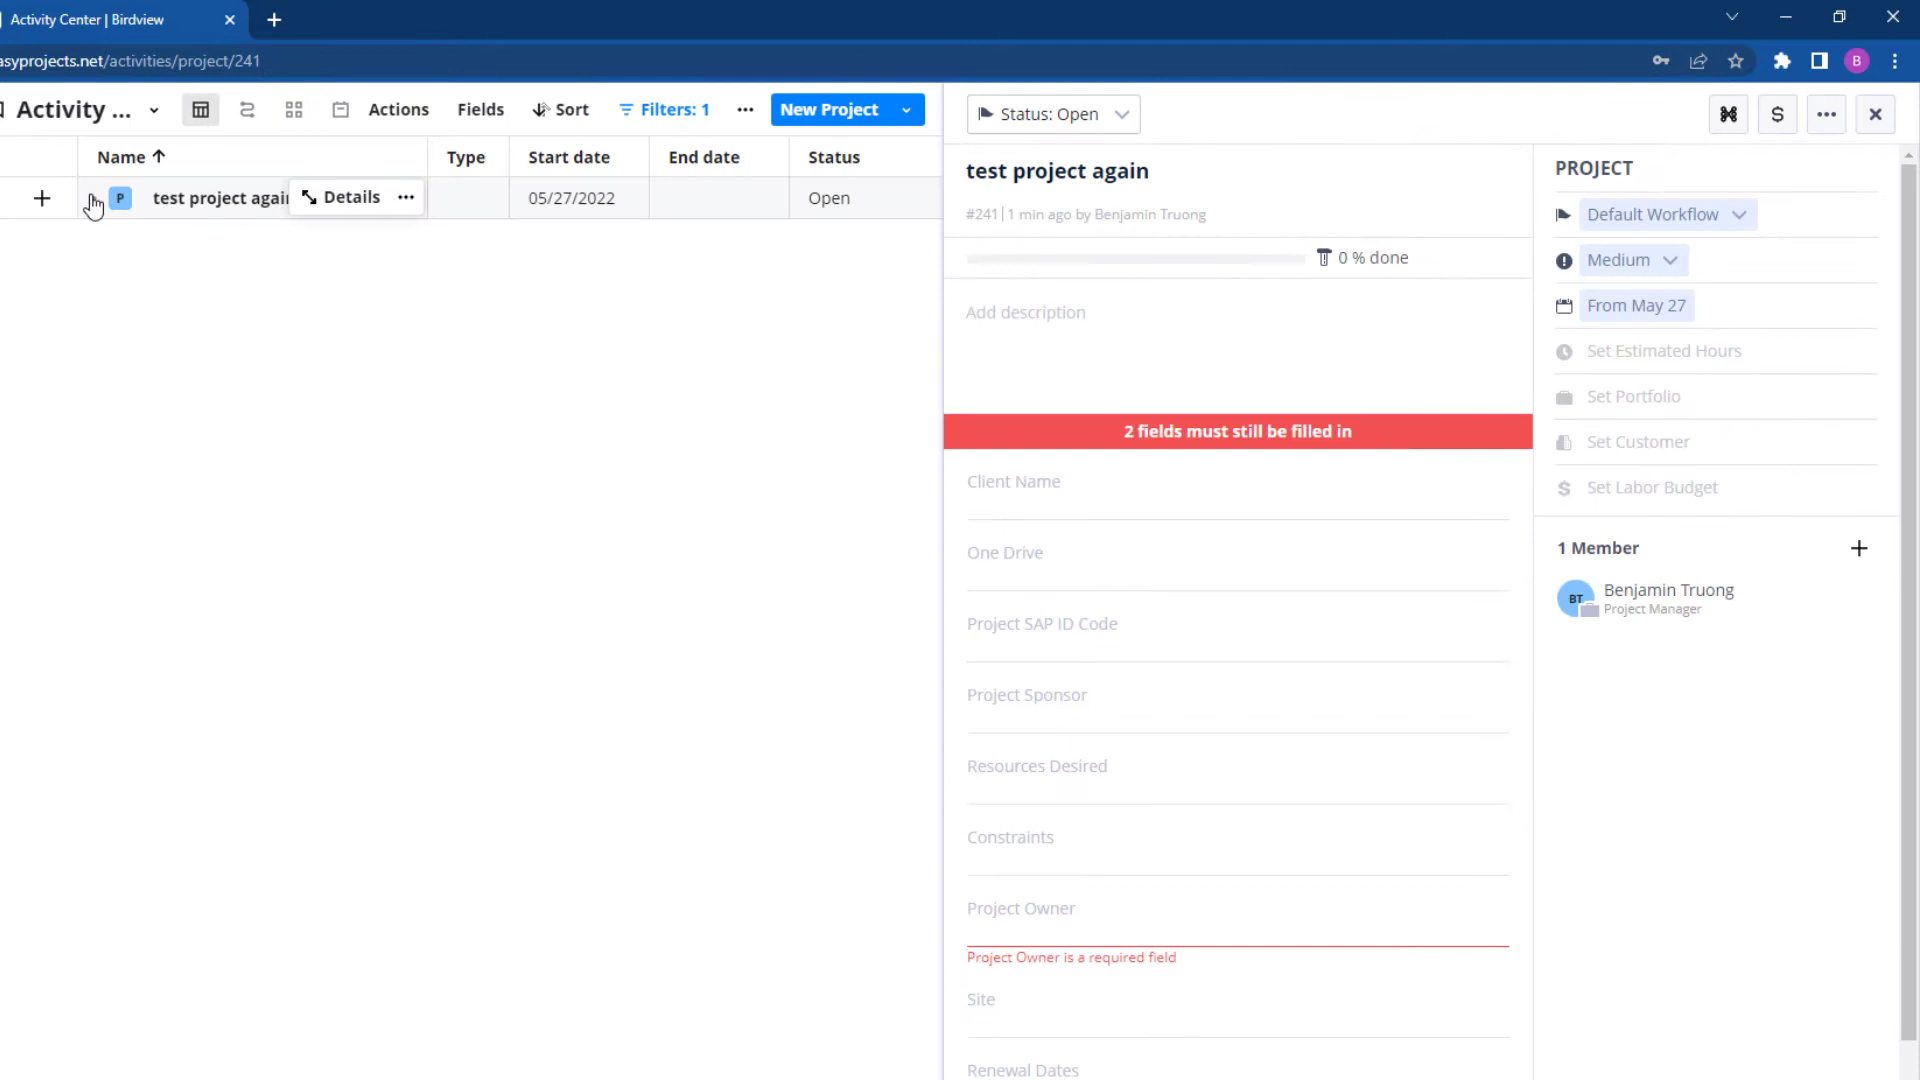 Activity Center | Birdview
asyprojects.net/activities/project/241
B
Activity ...
Actions
Fields
Sort
Filters: 1
New Project
Status: Open
Name
Type
Start date
End date
Status
P
test project again
Details
05/27/2022
Open
test project again
#241 | 1 min ago by Benjamin Truong
0 % done
Add description
2 fields must still be filled in
Client Name
One Drive
Project SAP ID Code
Project Sponsor
Resources Desired
Constraints
Project Owner
Project Owner is a required field
Site
Renewal Dates
PROJECT
Default Workflow
Medium
From May 27
Set Estimated Hours
Set Portfolio
Set Customer
Set Labor Budget
1 Member
BT
Benjamin Truong
Project Manager